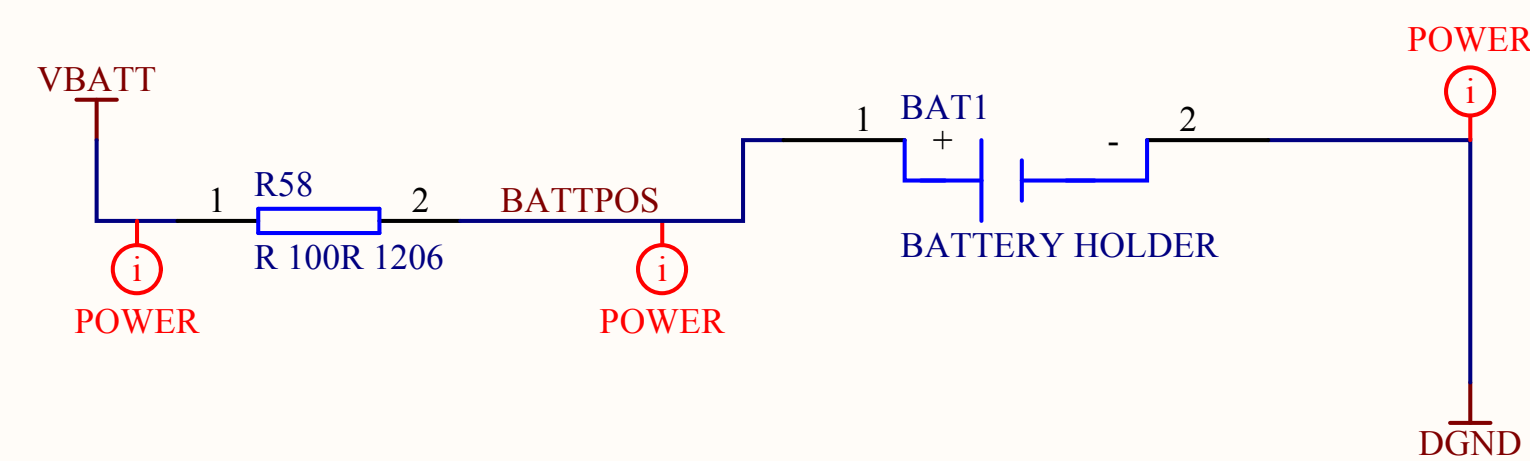 POWER
i
VBATT
BAT1
1
+
-
2
R58
1
2
BATTPOS
R 100R 1206
BATTERY HOLDER
i
i
POWER
POWER
DGND